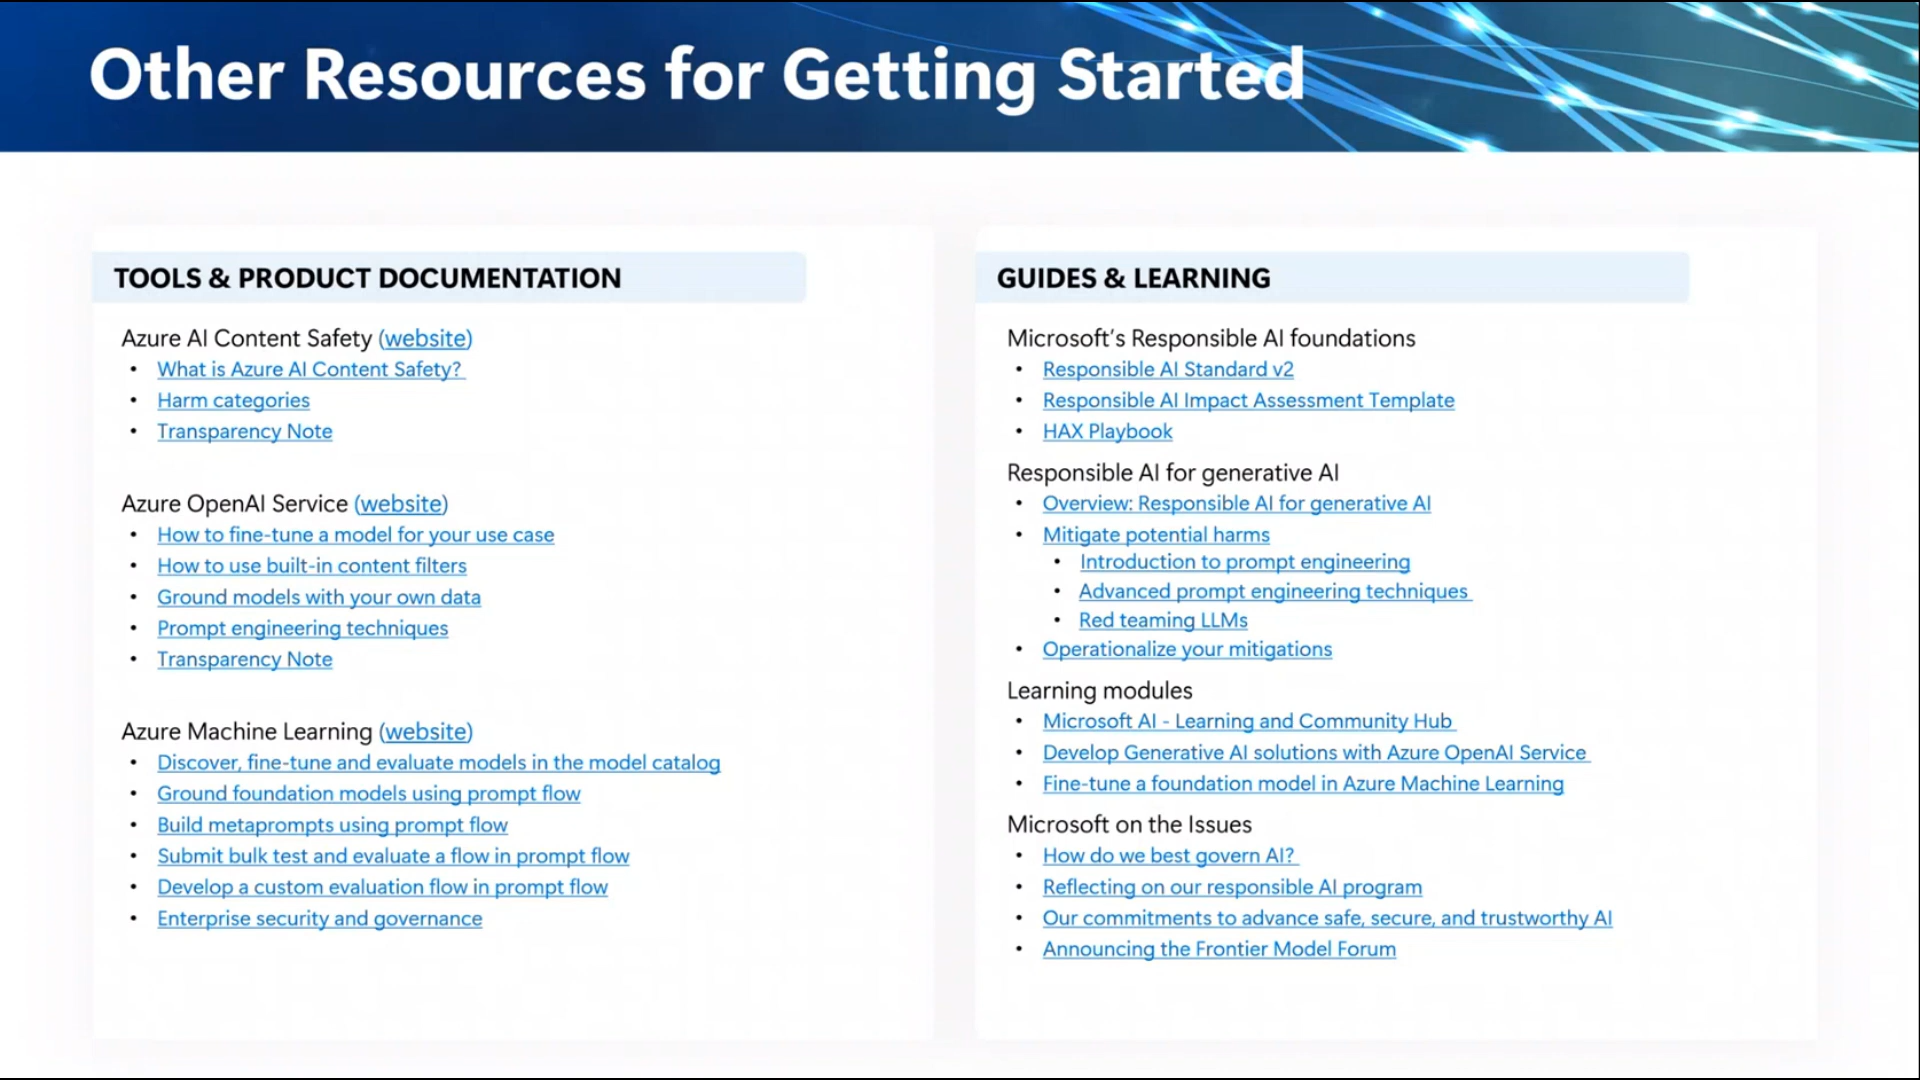 Other Resources for Getting Started
TOOLS & PRODUCT DOCUMENTATION
Azure AI Content Safety (website)
• What is Azure AI Content Safety?
• Harm categories
• Transparency Note
Azure OpenAI Service (website)
• How to fine-tune a model for your use case
• How to use built-in content filters
• Ground models with your own data
• Prompt engineering techniques
• Transparency Note
Azure Machine Learning (website)
• Discover, fine-tune and evaluate models in the model catalog
• Ground foundation models using prompt flow
• Build metaprompts using prompt flow
• Submit bulk test and evaluate a flow in prompt flow
• Develop a custom evaluation flow in prompt flow
• Enterprise security and governance
GUIDES & LEARNING
Microsoft's Responsible AI foundations
• Responsible AI Standard v2
• Responsible AI Impact Assessment Template
• HAX Playbook
Responsible AI for generative AI
• Overview: Responsible AI for generative AI
• Mitigate potential harms
• Introduction to prompt engineering
• Advanced prompt engineering techniques
• Red teaming LLMs
• Operationalize your mitigations
Learning modules
• Microsoft AI - Learning and Community Hub
• Develop Generative AI solutions with Azure OpenAI Service
• Fine-tune a foundation model in Azure Machine Learning
Microsoft on the Issues
• How do we best govern AI?
• Reflecting on our responsible AI program
• Our commitments to advance safe, secure, and trustworthy AI
• Announcing the Frontier Model Forum